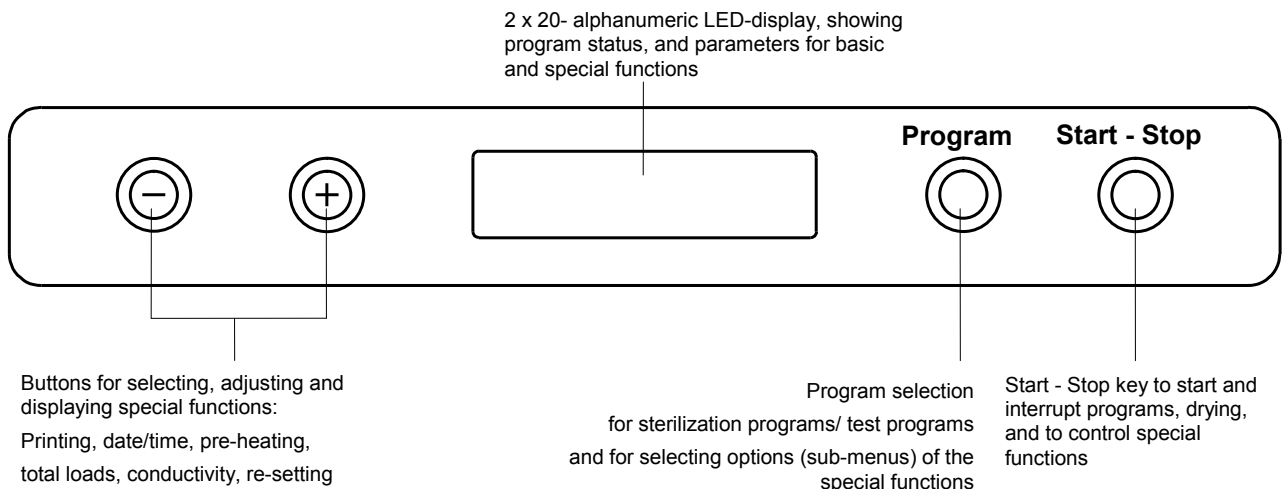 2 x 20- alphanumeric LED-display, showing
program status, and parameters for basic
and special functions
Program
Start - Stop
−
+
Buttons for selecting, adjusting and
displaying special functions:
Printing, date/time, pre-heating,
total loads, conductivity, re-setting
Program selection
for sterilization programs/ test programs
and for selecting options (sub-menus) of the
special functions
Start - Stop key to start and
interrupt programs, drying,
and to control special
functions